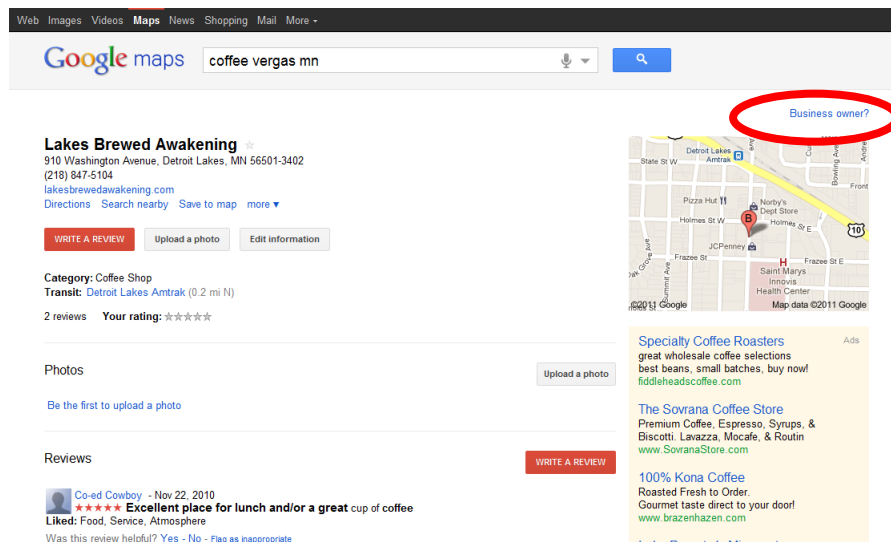 Web Images Videos Maps News Shopping Mail More
Google maps
coffee vergas mn
Business owner?
Lakes Brewed Awakening
910 Washington Avenue, Detroit Lakes, MN 56501-3402
(218) 847-5104
lakesbrewedawakening.com
Directions Search nearby Save to map more ▼
WRITE A REVIEW Upload a photo Edit information
Category: Coffee Shop
Transit: Detroit Lakes Amtrak (0.2 mi N)
2 reviews Your rating:
Detroit Lakes
Amtrak
State St W
Bowling Ave
Front
Pizza Hut
Norby's
Dept Store
Holmes St W
Holmes St E
B
10
JCPenney
Frazee St
Frazee St E
H
Saint Marys
Innovis
Health Center
Summit Ave
©2011 Google
Map data ©2011 Google
Photos
Upload a photo
Be the first to upload a photo
Reviews
WRITE A REVIEW
Co-ed Cowboy - Nov 22, 2010
★★★★★ Excellent place for lunch and/or a great cup of coffee
Liked: Food, Service, Atmosphere
Was this review helpful? Yes - No - Flag as inappropriate
Specialty Coffee Roasters
Ads
great wholesale coffee selections
best beans, small batches, buy now!
fiddleheadscoffee.com
The Sovrana Coffee Store
Premium Coffee, Espresso, Syrups, &
Biscotti. Lavazza, Mocafe, & Routin
www.SovranaStore.com
100% Kona Coffee
Roasted Fresh to Order.
Gourmet taste direct to your door!
www.brazenhazen.com